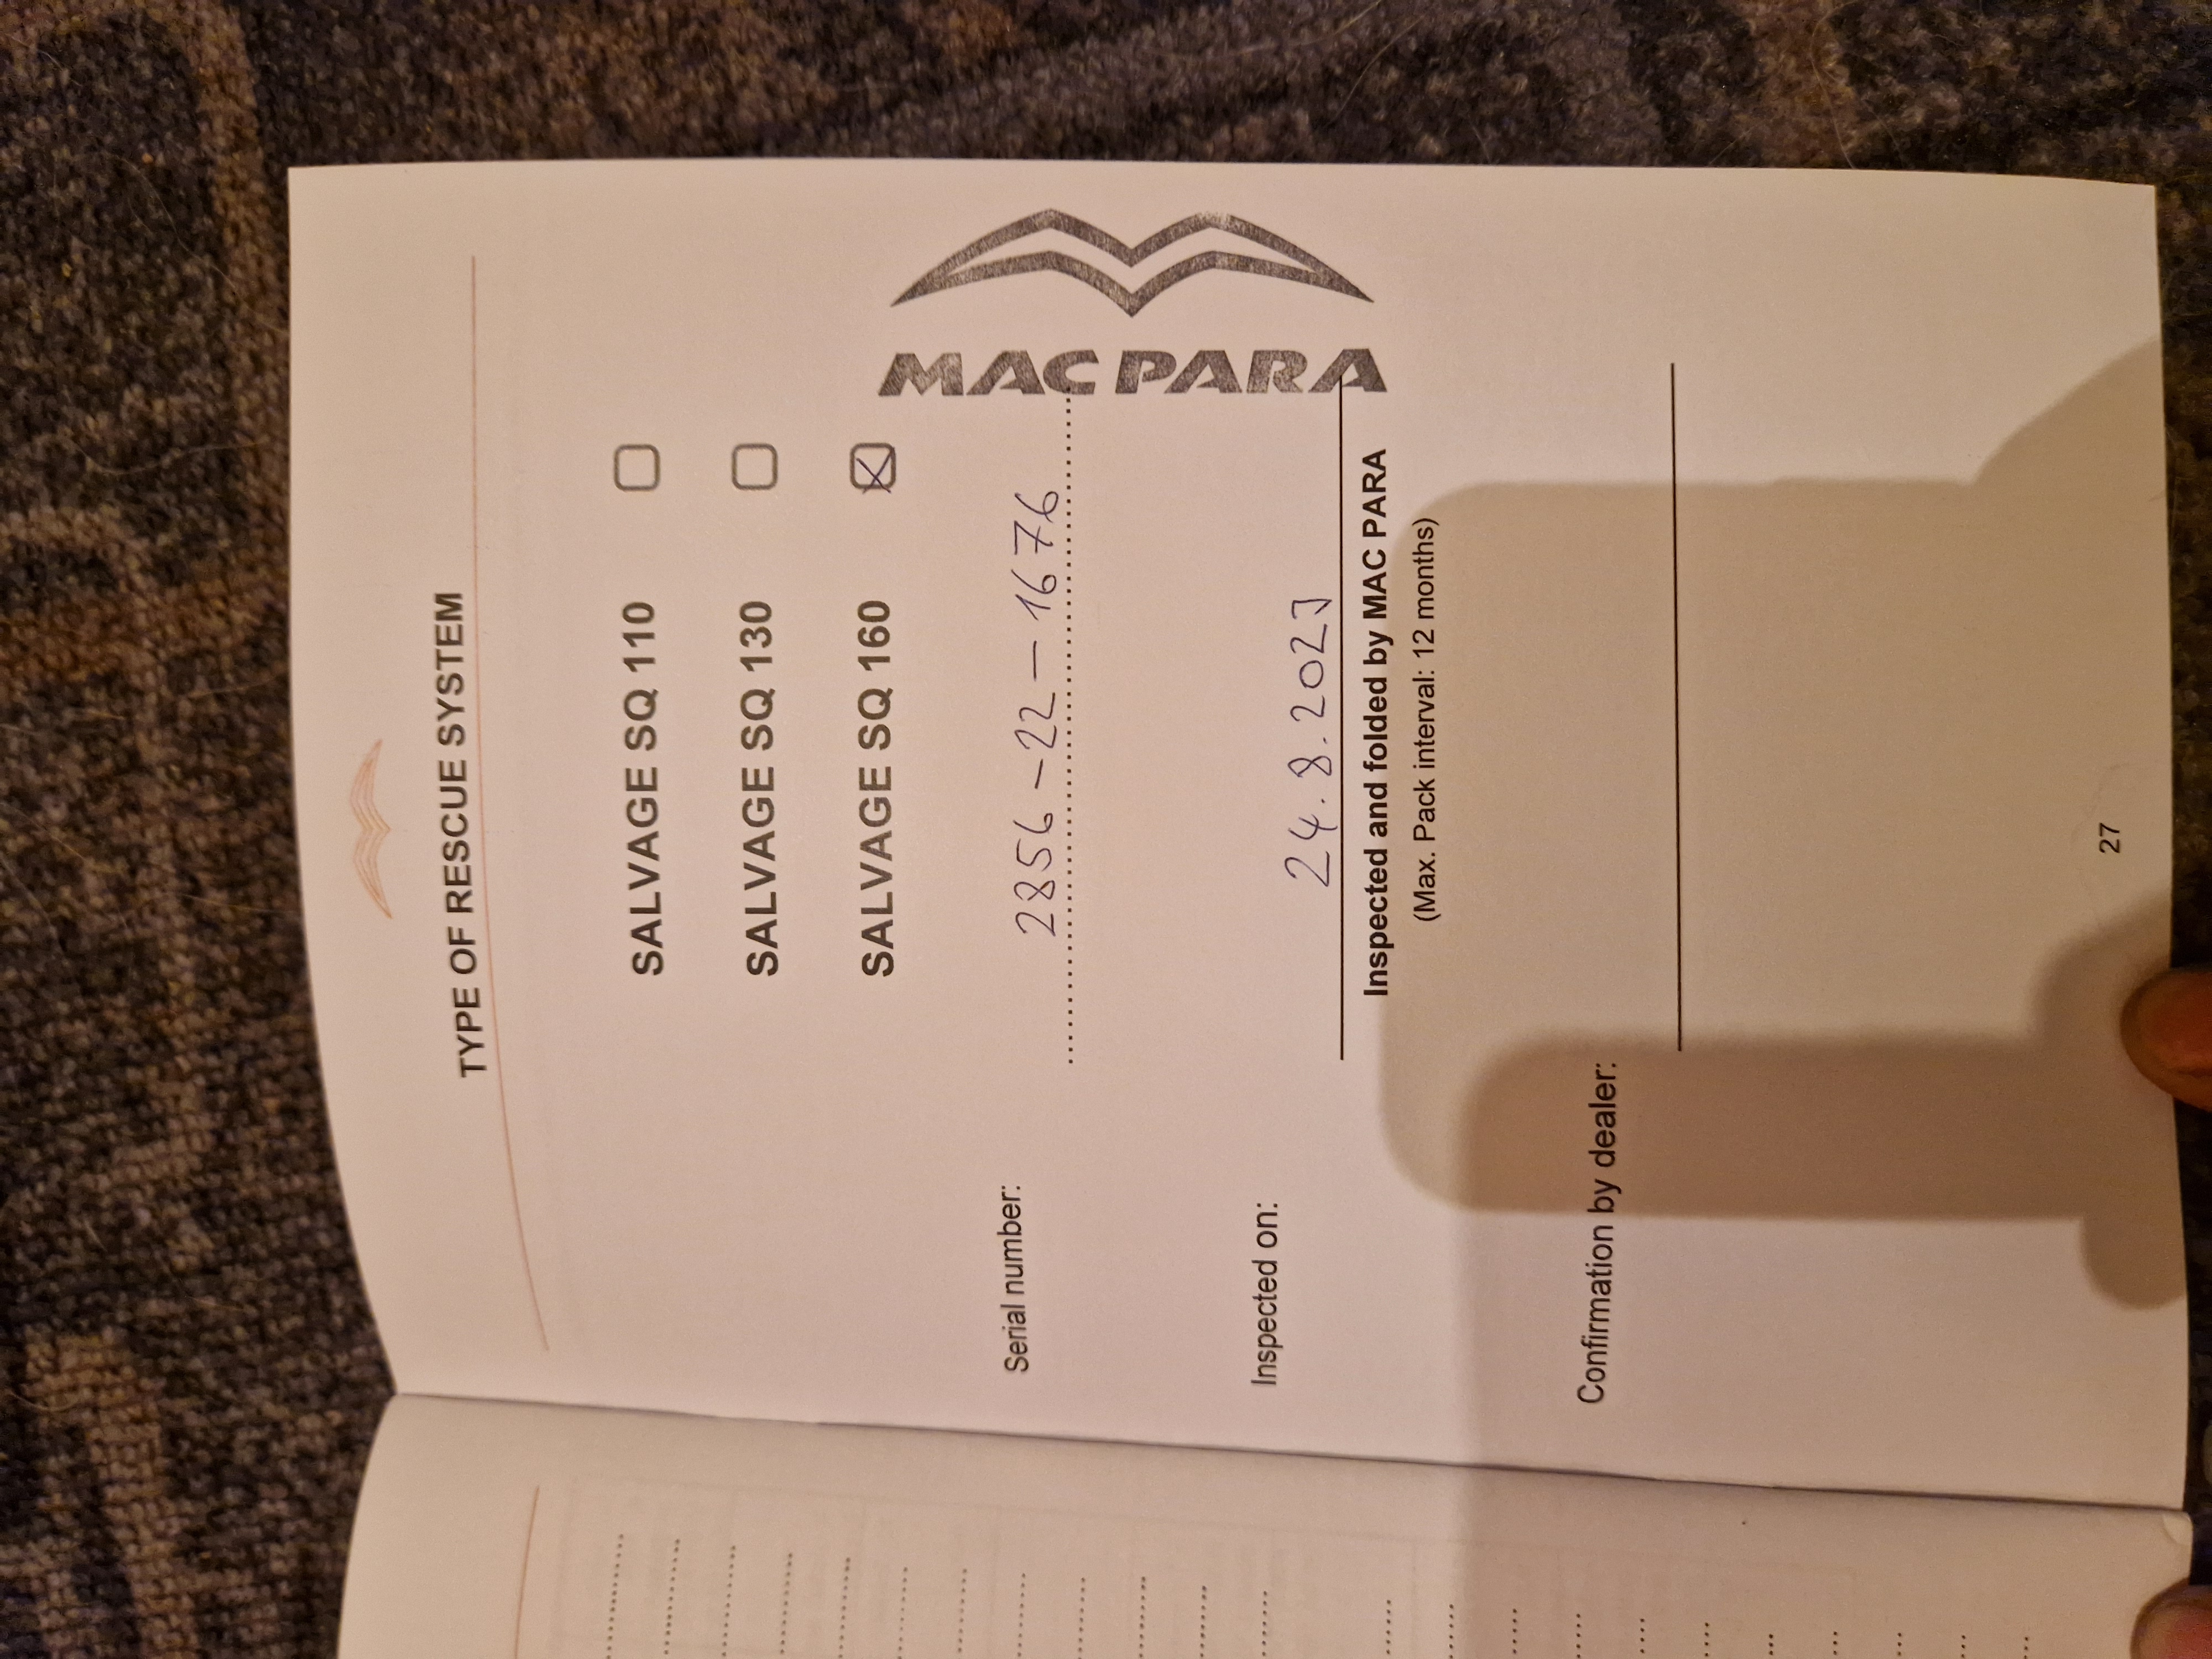 TYPE OF RESCUE SYSTEM
SALVAGE SQ 110
SALVAGE SQ 130
SALVAGE SQ 160
Serial number: 2856-22-1676
MAC PARA
Inspected on: 24.8.2023
Inspected and folded by MAC PARA
(Max. Pack interval: 12 months)
Confirmation by dealer:
27